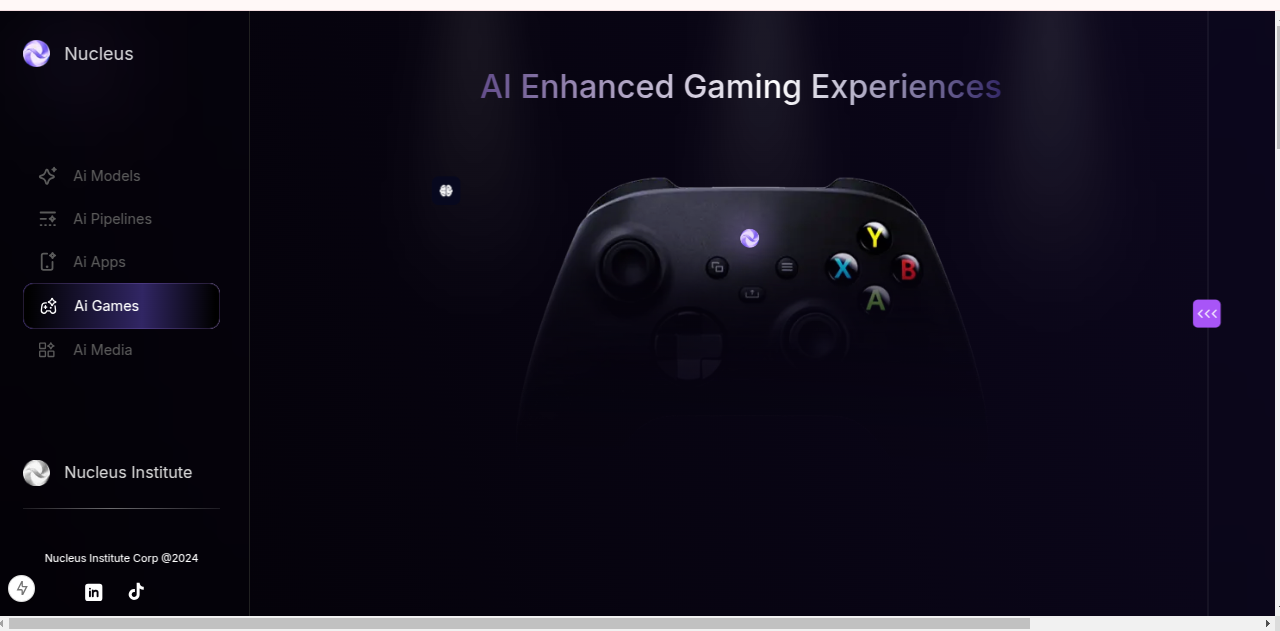 Nucleus
AI Enhanced Gaming Experiences
Ai Models
Ai Pipelines
Ai Apps
Ai Games
Ai Media
Y
X
B
A
<<<
Nucleus Institute
Nucleus Institute Corp @2024
in